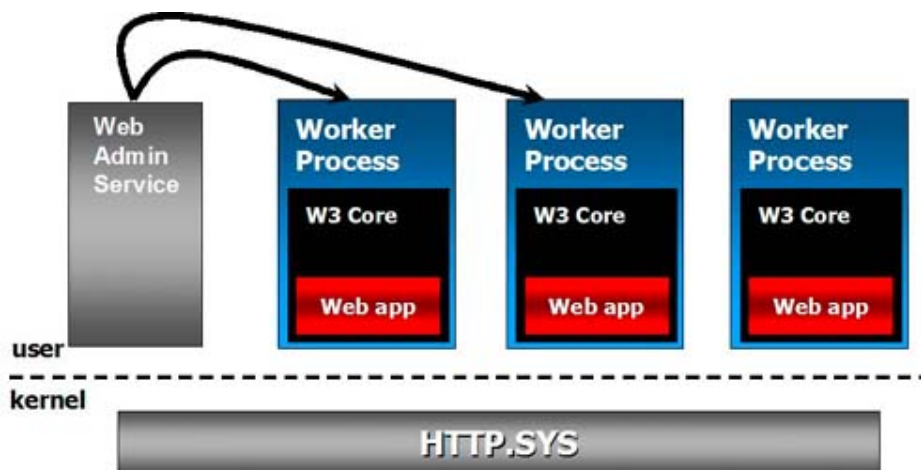 Web
Admin
Service
Worker
Process
W3 Core
Web app
Worker
Process
W3 Core
Web app
Worker
Process
W3 Core
Web app
user
kernel
HTTP.SYS